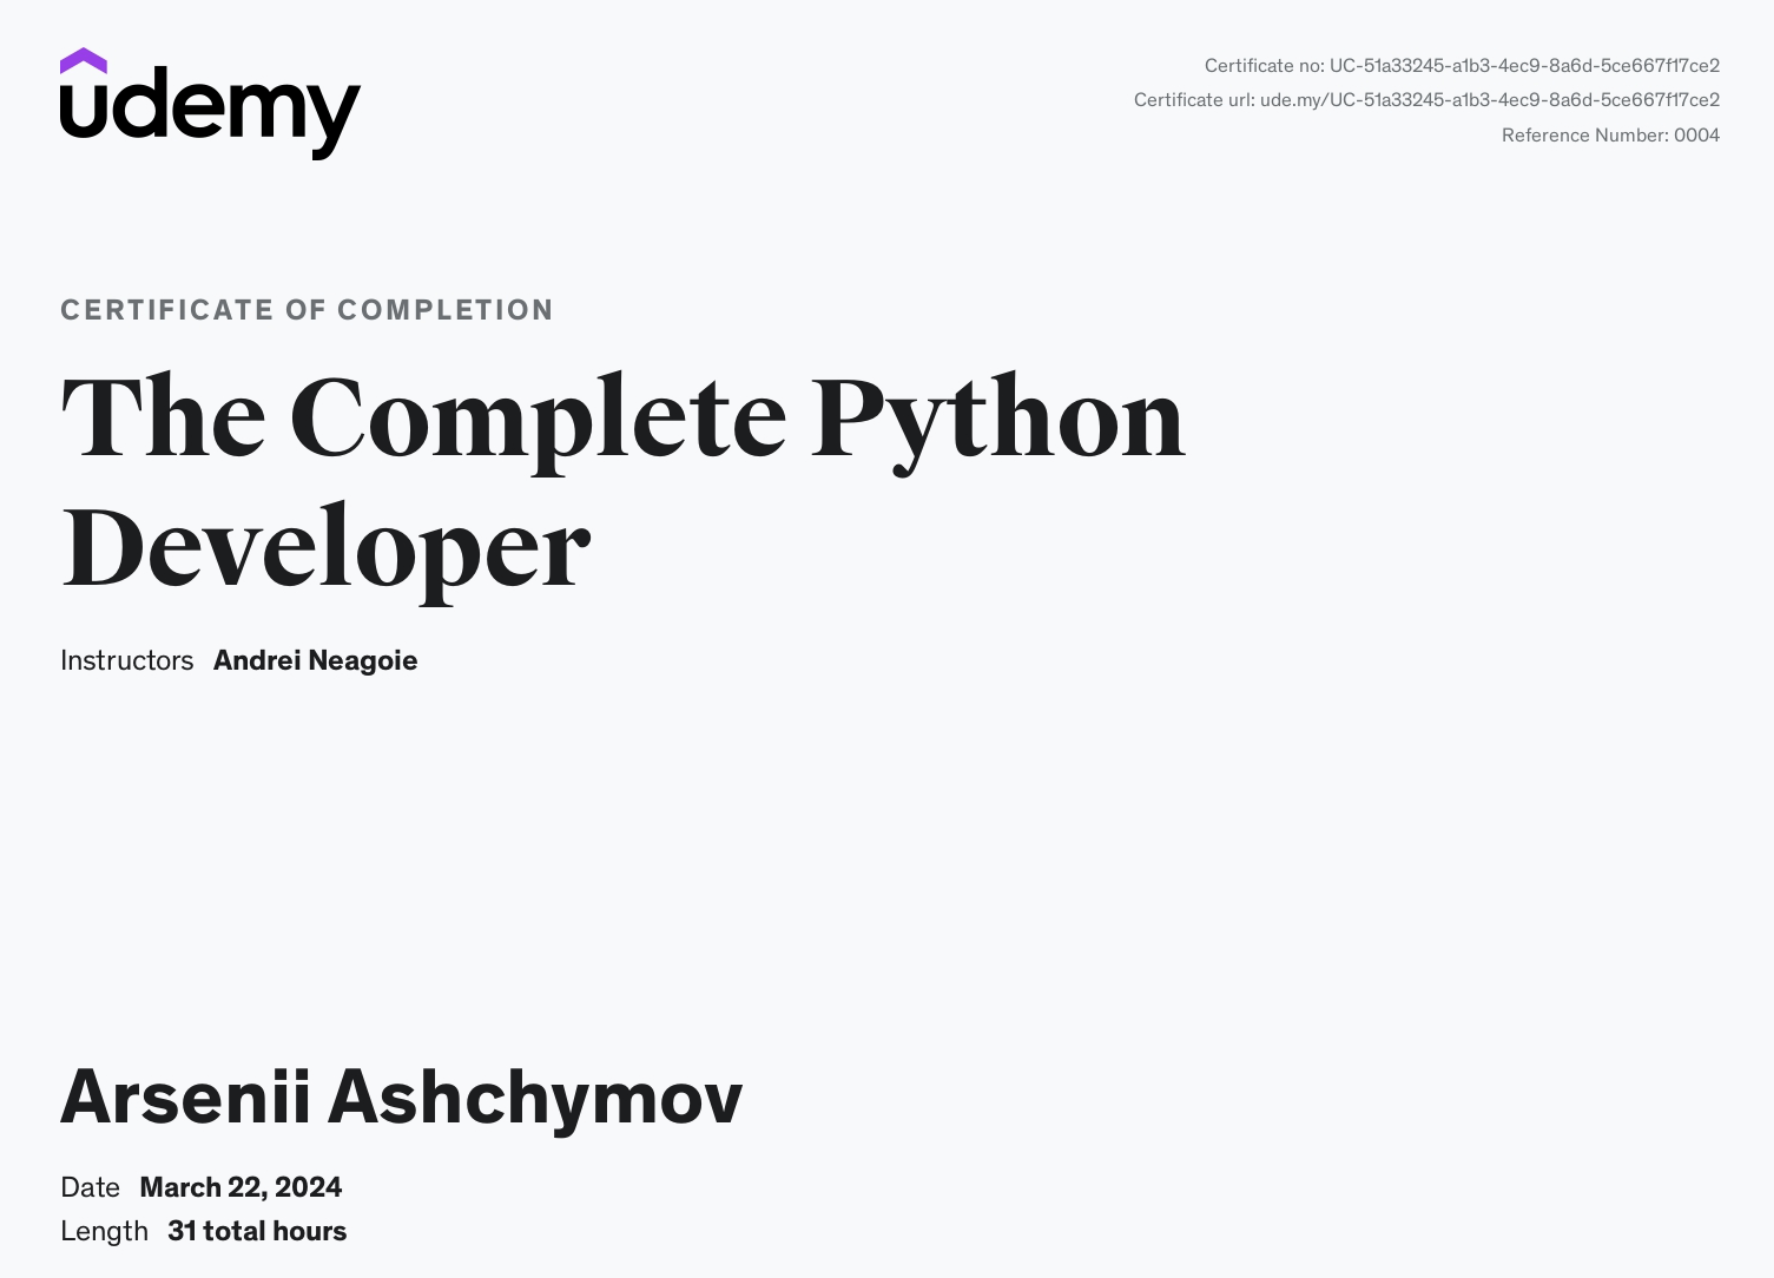 udemy
Certificate no: UC-51a33245-a1b3-4ec9-8a6d-5ce667f17ce2
Certificate url: ude.my/UC-51a33245-a1b3-4ec9-8a6d-5ce667f17ce2
Reference Number: 0004
CERTIFICATE OF COMPLETION
The Complete Python
Developer
Instructors Andrei Neagoie
Arsenii Ashchymov
Date March 22, 2024
Length 31 total hours